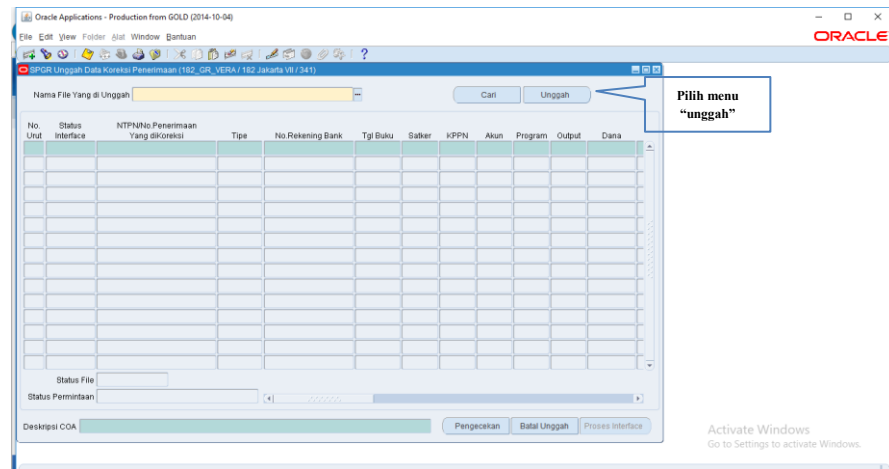 Oracle Applications - Production from GOLD (2014-10-04)
File Edit View Folder Alat Window Bantuan
ORACLE
SPGR Unggah Data Koreksi Penerimaan (182_GR_VERA / 182 Jakarta VII / 341)
Nama File Yang di Unggah
Cari Unggah
Pilih menu
“unggah”
No. Status NTPN/No.Penerimaan
Urut Interface Yang diKoreksi Tipe No.Rekening Bank Tgl Buku Satker KPPN Akun Program Output Dana
Status File
Status Permintaan
Deskripsi COA
Pengecekan Batal Unggah Proses Interface
Activate Windows
Go to Settings to activate Windows.